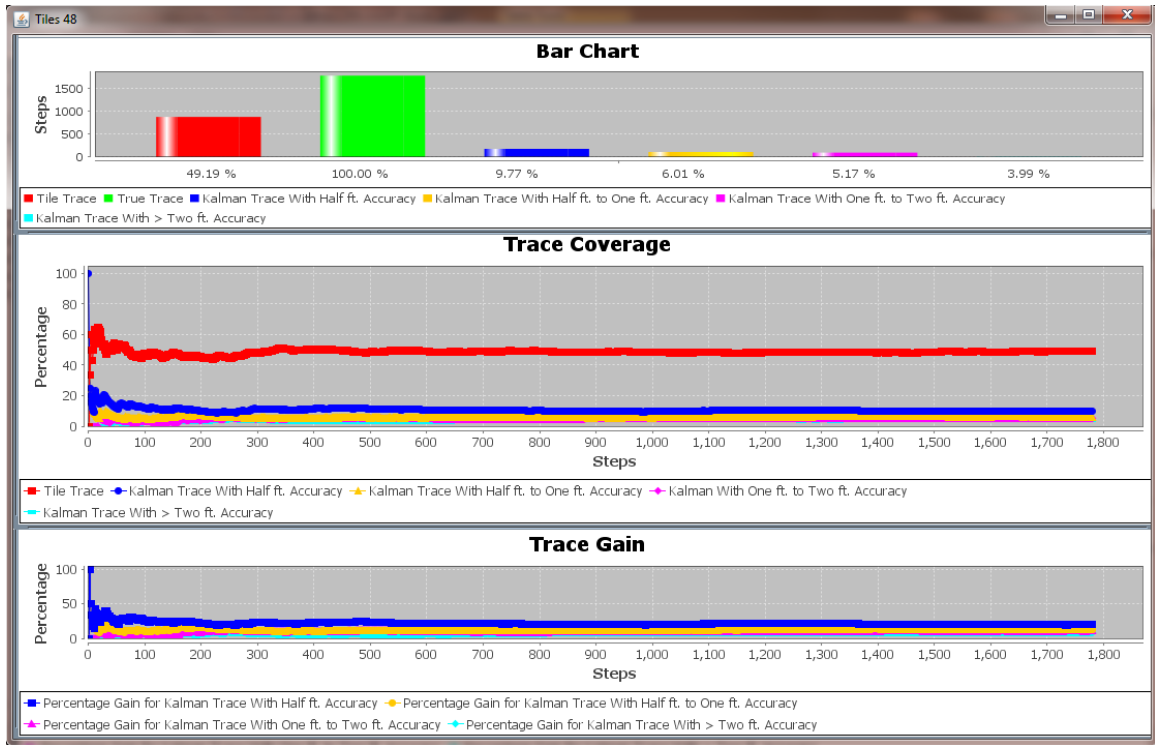 Tiles 48
Bar Chart
Steps
1500
1000
500
0
49.19 % 100.00 % 9.77 % 6.01 % 5.17 % 3.99 %
Tile Trace True Trace Kalman Trace With Half ft. Accuracy Kalman Trace With Half ft. to One ft. Accuracy Kalman Trace With One ft. to Two ft. Accuracy
Kalman Trace With > Two ft. Accuracy
Trace Coverage
Percentage
100
80
60
40
20
0
0 100 200 300 400 500 600 700 800 900 1,000 1,100 1,200 1,300 1,400 1,500 1,600 1,700 1,800
Steps
Tile Trace Kalman Trace With Half ft. Accuracy Kalman Trace With Half ft. to One ft. Accuracy Kalman With One ft. to Two ft. Accuracy
Kalman Trace With > Two ft. Accuracy
Trace Gain
Percentage
100
50
0
0 100 200 300 400 500 600 700 800 900 1,000 1,100 1,200 1,300 1,400 1,500 1,600 1,700 1,800
Steps
Percentage Gain for Kalman Trace With Half ft. Accuracy Percentage Gain for Kalman Trace With Half ft. to One ft. Accuracy
Percentage Gain for Kalman Trace With One ft. to Two ft. Accuracy Percentage Gain for Kalman Trace With > Two ft. Accuracy